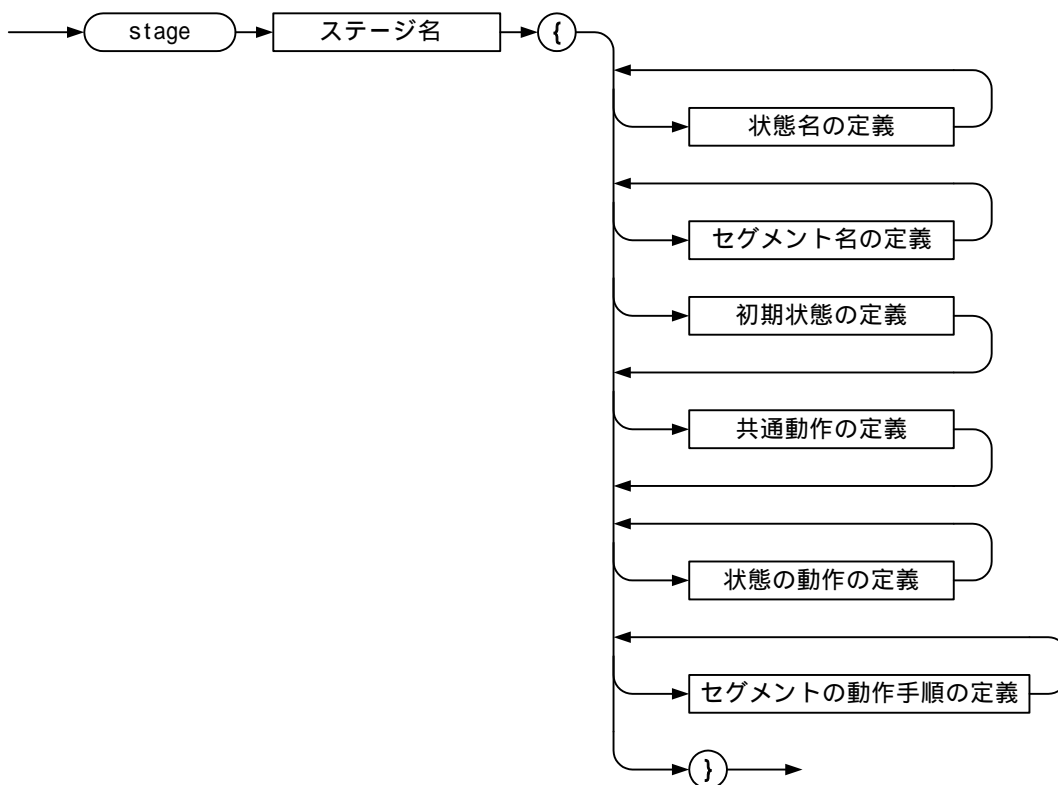 stage ステージ名 {
状態名の定義
セグメント名の定義
初期状態の定義
共通動作の定義
状態の動作の定義
セグメントの動作手順の定義
}